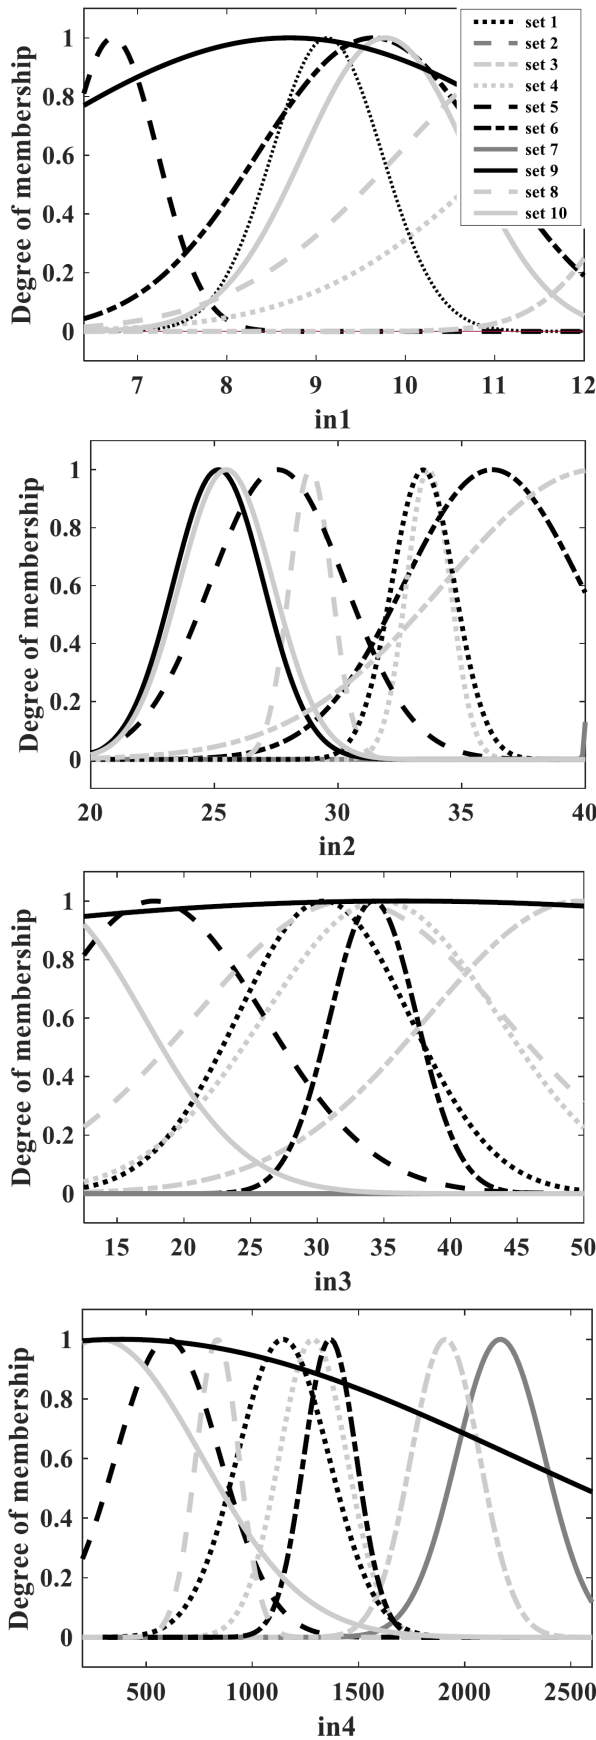 Degree of membership
1
0.8
0.6
0.4
0.2
0
set 1
set 2
set 3
set 4
set 5
set 6
set 7
set 9
set 8
set 10
7 8 9 10 11 12
in1
Degree of membership
1
0.8
0.6
0.4
0.2
0
20 25 30 35 40
in2
Degree of membership
1
0.8
0.6
0.4
0.2
0
15 20 25 30 35 40 45 50
in3
Degree of membership
1
0.8
0.6
0.4
0.2
0
500 1000 1500 2000 2500
in4